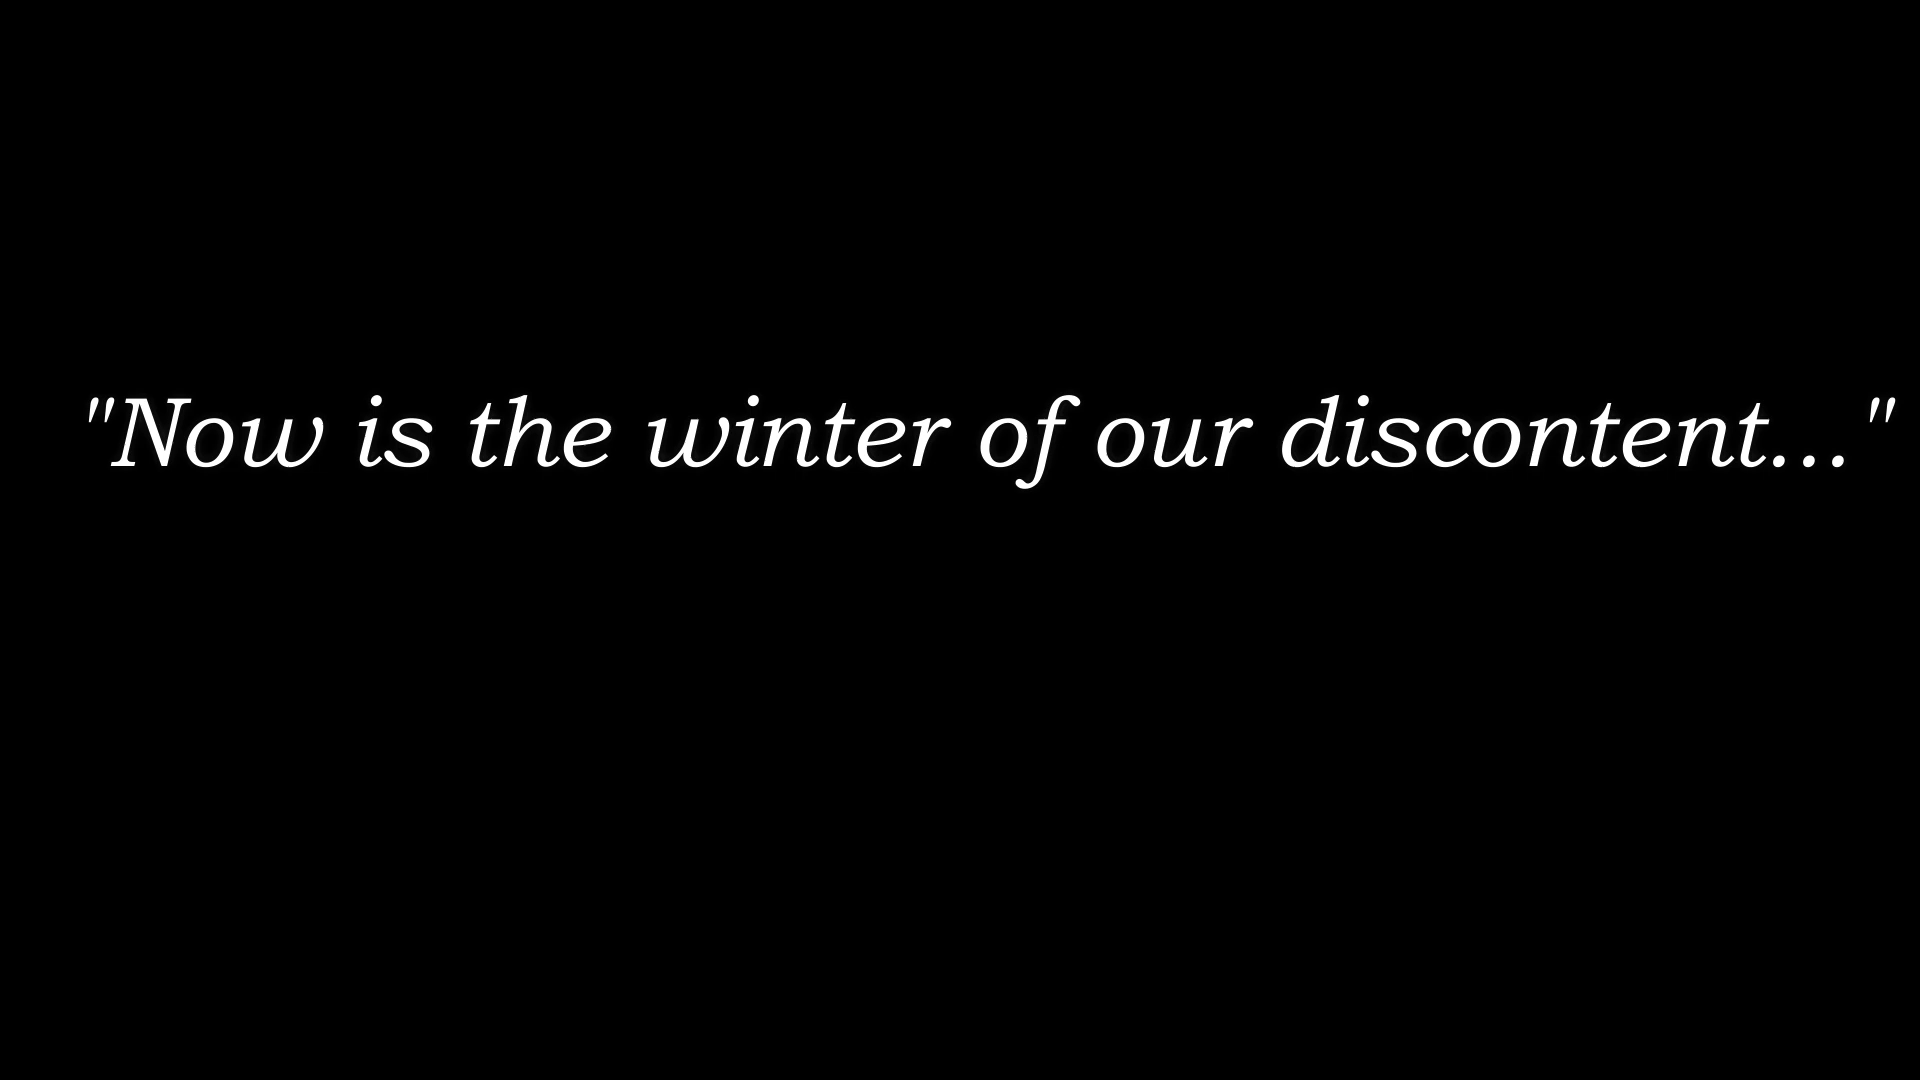 "Now is the winter of our discontent..."